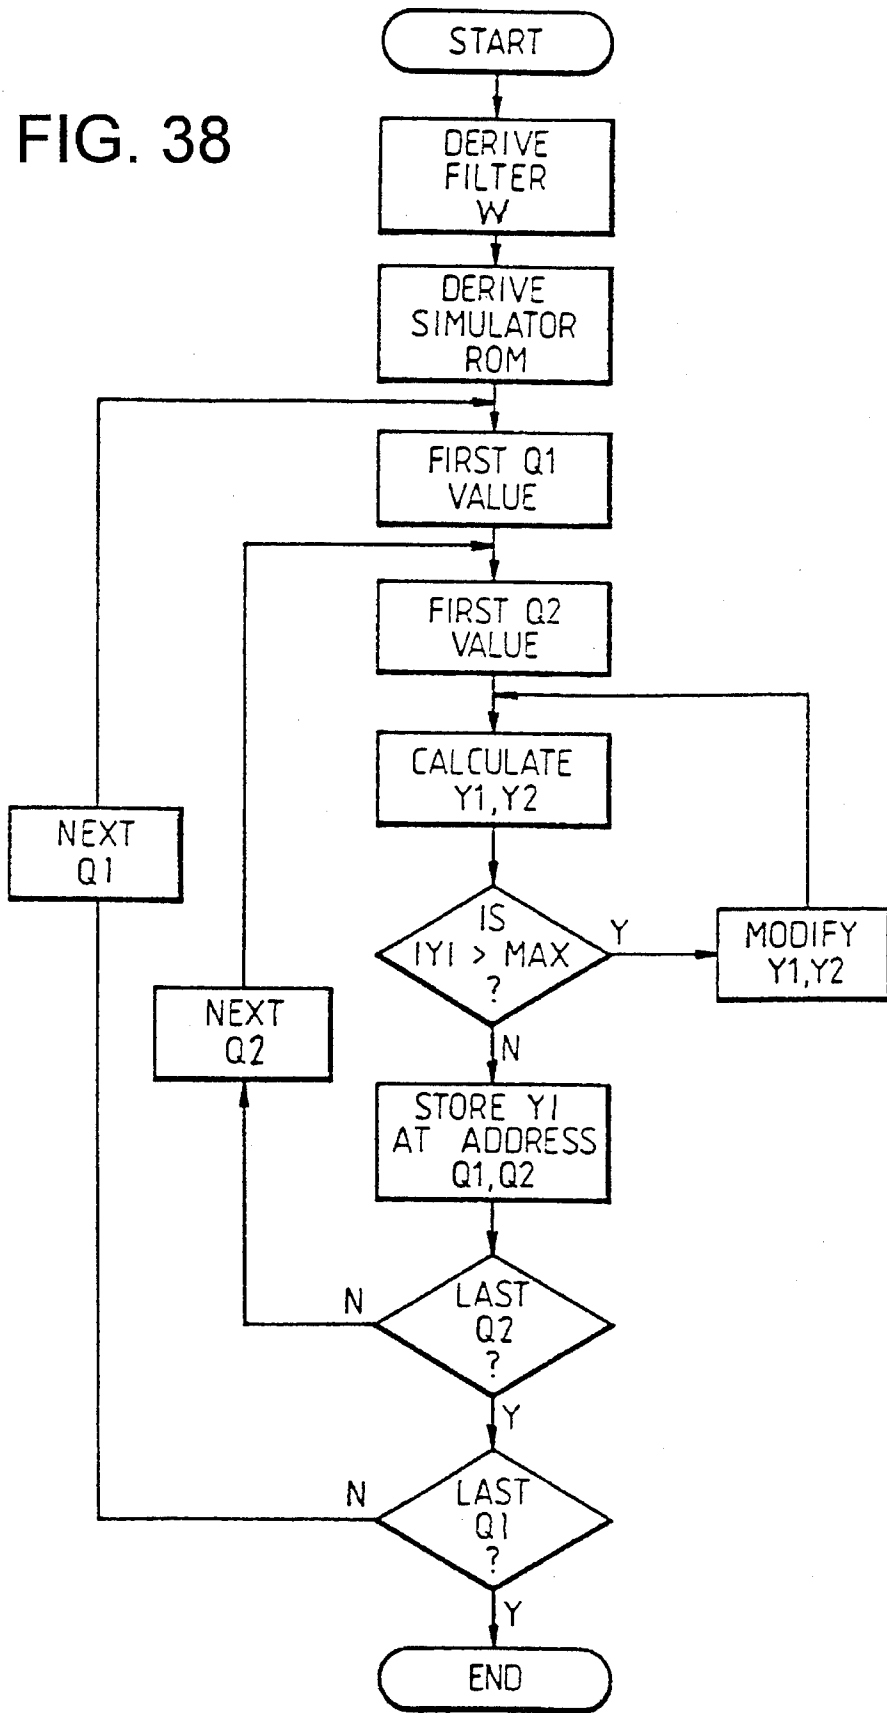 START
FIG. 38
DERIVE
FILTER
W
DERIVE
SIMULATOR
ROM
FIRST Q1
VALUE
FIRST Q2
VALUE
CALCULATE
Y1,Y2
NEXT
Q1
IS
|Y| > MAX
?
Y
MODIFY
Y1,Y2
NEXT
Q2
N
STORE Y1
AT ADDRESS
Q1,Q2
LAST
Q2
?
N
Y
LAST
Q1
?
N
Y
END